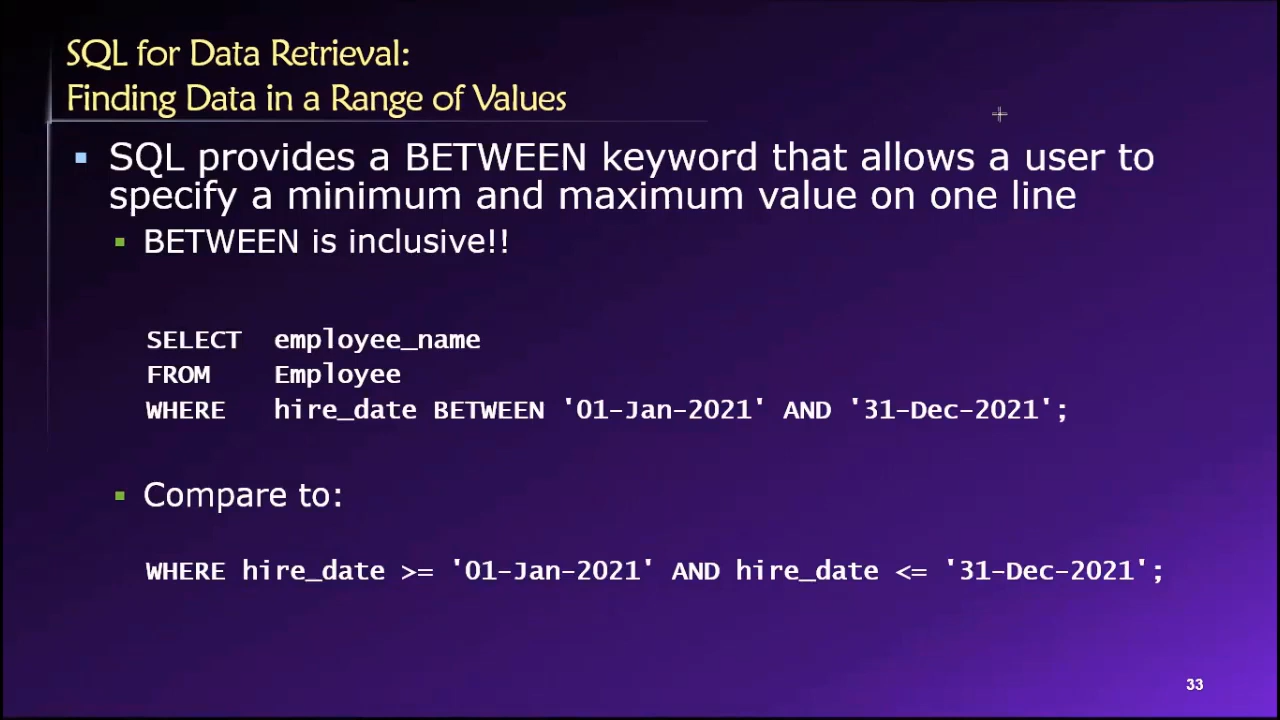 SQL for Data Retrieval:
Finding Data in a Range of Values
SQL provides a BETWEEN keyword that allows a user to
specify a minimum and maximum value on one line
BETWEEN is inclusive!!
SELECT employee_name
FROM Employee
WHERE hire_date BETWEEN '01-Jan-2021' AND '31-Dec-2021';
Compare to:
WHERE hire_date >= '01-Jan-2021' AND hire_date <= '31-Dec-2021';
33